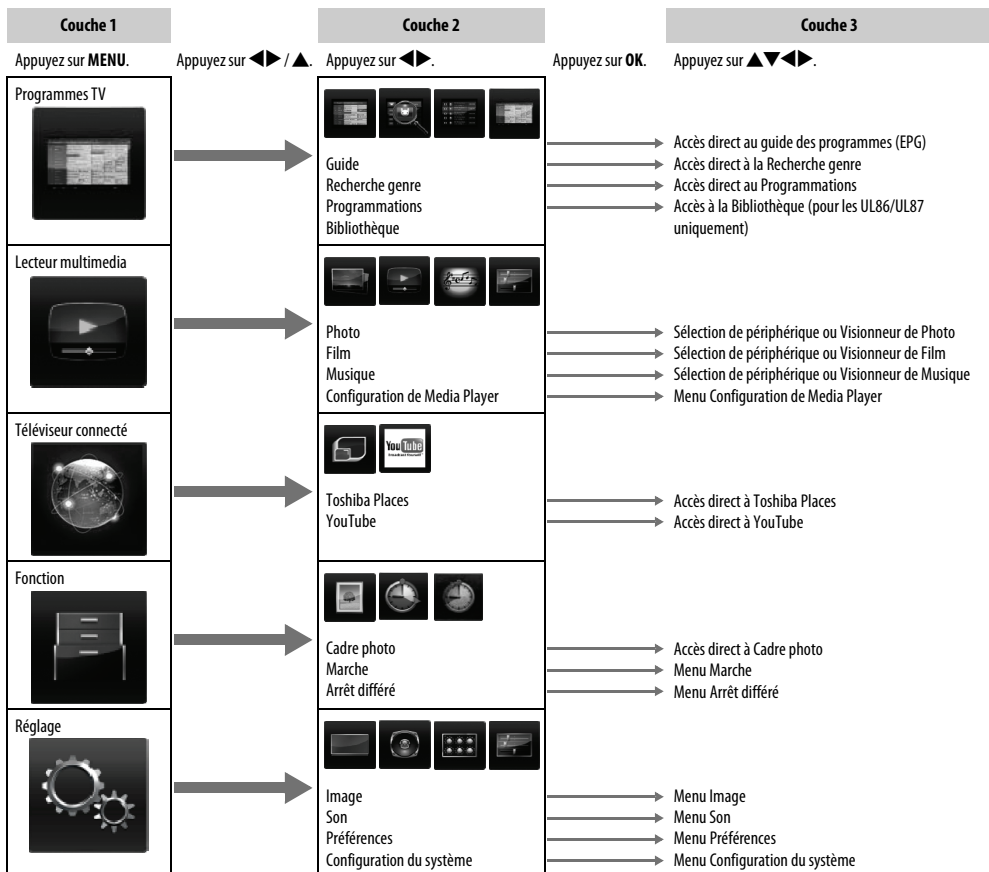 Couche 1
Couche 2
Couche 3
Appuyez sur MENU.
Appuyez sur ◀▶ / ▲.
Appuyez sur ◀▶.
Appuyez sur OK.
Appuyez sur ▲▼◀▶.
Programmes TV
Guide
Recherche genre
Programmations
Bibliothèque
Accès direct au guide des programmes (EPG)
Accès direct à la Recherche genre
Accès direct au Programmations
Accès à la Bibliothèque (pour les UL86/UL87
uniquement)
Lecteur multimedia
Photo
Film
Musique
Configuration de Media Player
Sélection de périphérique ou Visionneur de Photo
Sélection de périphérique ou Visionneur de Film
Sélection de périphérique ou Visionneur de Musique
Menu Configuration de Media Player
Téléviseur connecté
YouTube
Toshiba Places
YouTube
Accès direct à Toshiba Places
Accès direct à YouTube
Fonction
Cadre photo
Marche
Arrêt différé
Accès direct à Cadre photo
Menu Marche
Menu Arrêt différé
Réglage
Image
Son
Préférences
Configuration du système
Menu Image
Menu Son
Menu Préférences
Menu Configuration du système